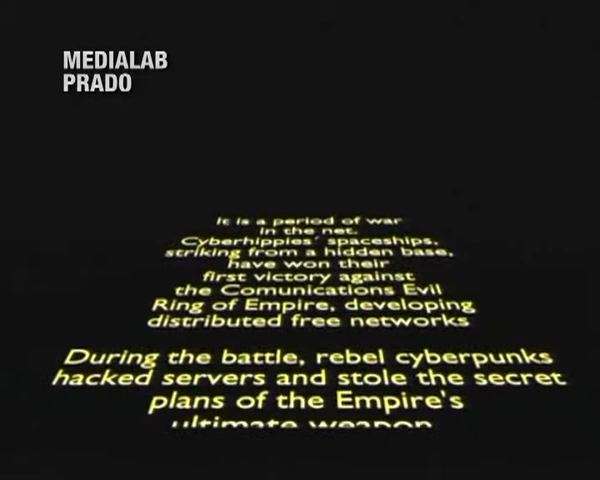 MEDIALAB
PRADO
It is a period of war
in the net.
Cyberhippies´ spaceships,
striking from a hidden base,
have won their
first victory against
the Comunications Evil
Ring of Empire, developing
distributed free networks
During the battle, rebel cyberpunks
hacked servers and stole the secret
plans of the Empire's
ultimate weapon